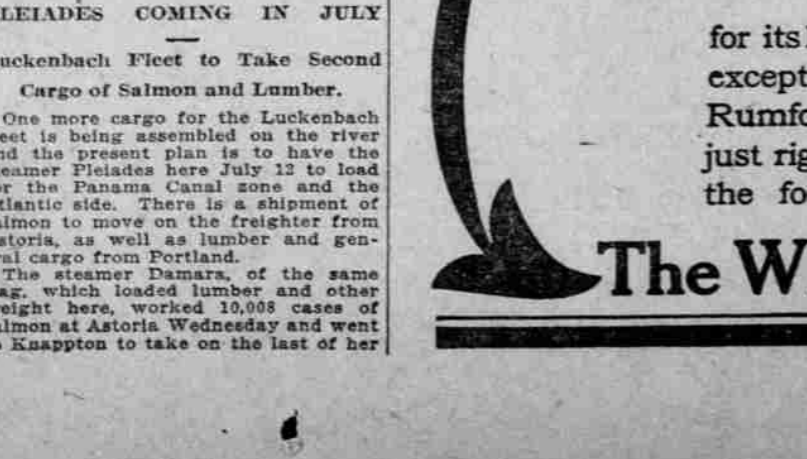 LEIADES COMING IN JULY
uckenbach Fleet to Take Second
Cargo of Salmon and Lumber.
One more cargo for the Luckenbach
eet is being assembled on the river
nd the present plan is to have the
eamer Pleiades here July 12 to load
or the Panama Canal zone and the
tlantic side. There is a shipment of
almon to move on the freighter from
storia, as well as lumber and gen-
ral cargo from Portland.
The steamer Damara, of the same
ag, which loaded lumber and other
eight here, worked 10,008 cases of
almon at Astoria Wednesday and went
Knappton to take on the last of her
for its
except
Rumfo
just rig
the fo
The W